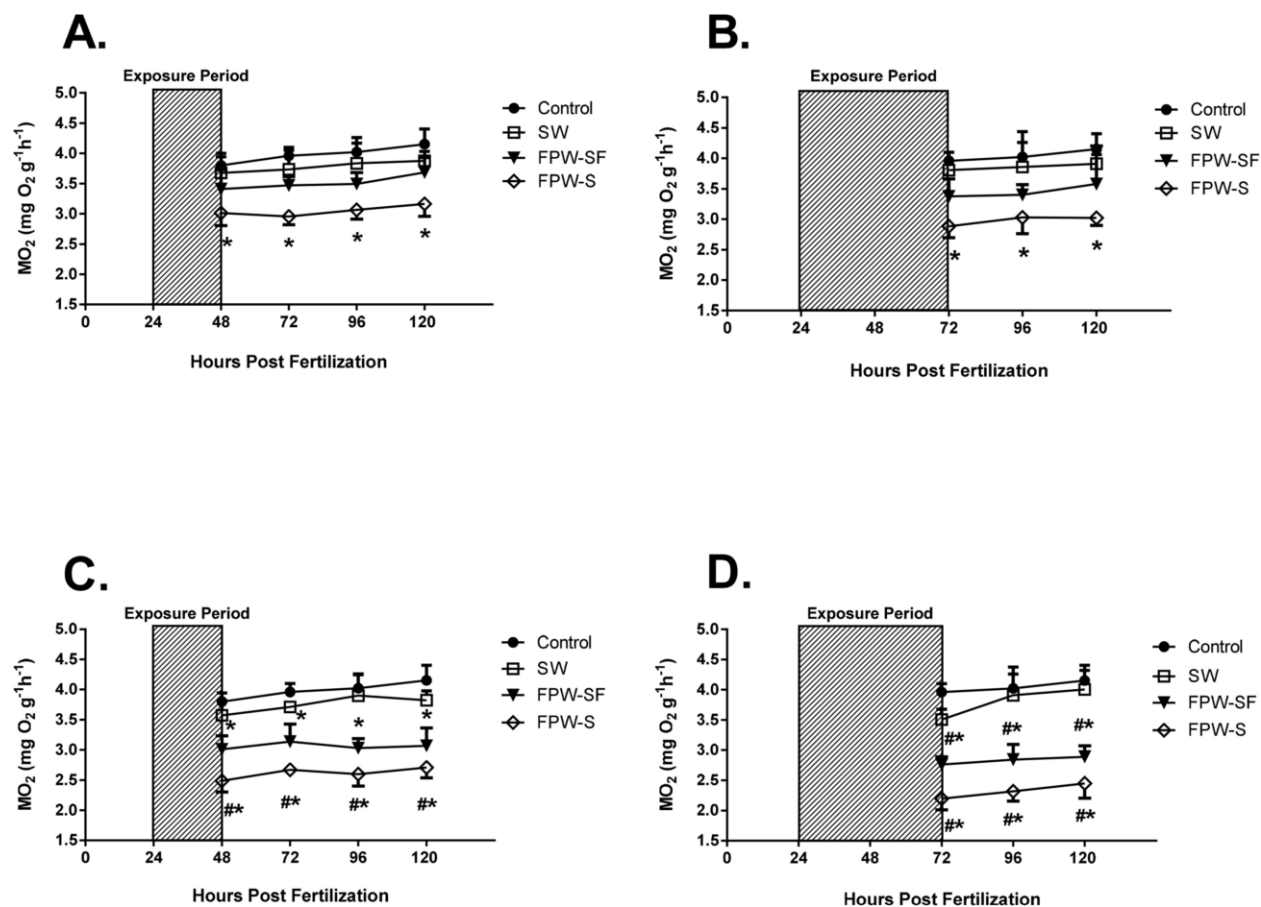 A.
Exposure Period
5.0
4.5
4.0
3.5
3.0
2.5
2.0
1.5
MO₂ (mg O₂ g⁻¹h⁻¹)
* * * *
0 24 48 72 96 120
Hours Post Fertilization
Control
SW
FPW-SF
FPW-S
B.
Exposure Period
5.0
4.5
4.0
3.5
3.0
2.5
2.0
1.5
MO₂ (mg O₂ g⁻¹h⁻¹)
* * *
0 24 48 72 96 120
Hours Post Fertilization
Control
SW
FPW-SF
FPW-S
C.
Exposure Period
5.0
4.5
4.0
3.5
3.0
2.5
2.0
1.5
MO₂ (mg O₂ g⁻¹h⁻¹)
* * * *
#* #* #* #*
0 24 48 72 96 120
Hours Post Fertilization
Control
SW
FPW-SF
FPW-S
D.
Exposure Period
5.0
4.5
4.0
3.5
3.0
2.5
2.0
1.5
MO₂ (mg O₂ g⁻¹h⁻¹)
#* #* #*
#* #* #*
0 24 48 72 96 120
Hours Post Fertilization
Control
SW
FPW-SF
FPW-S